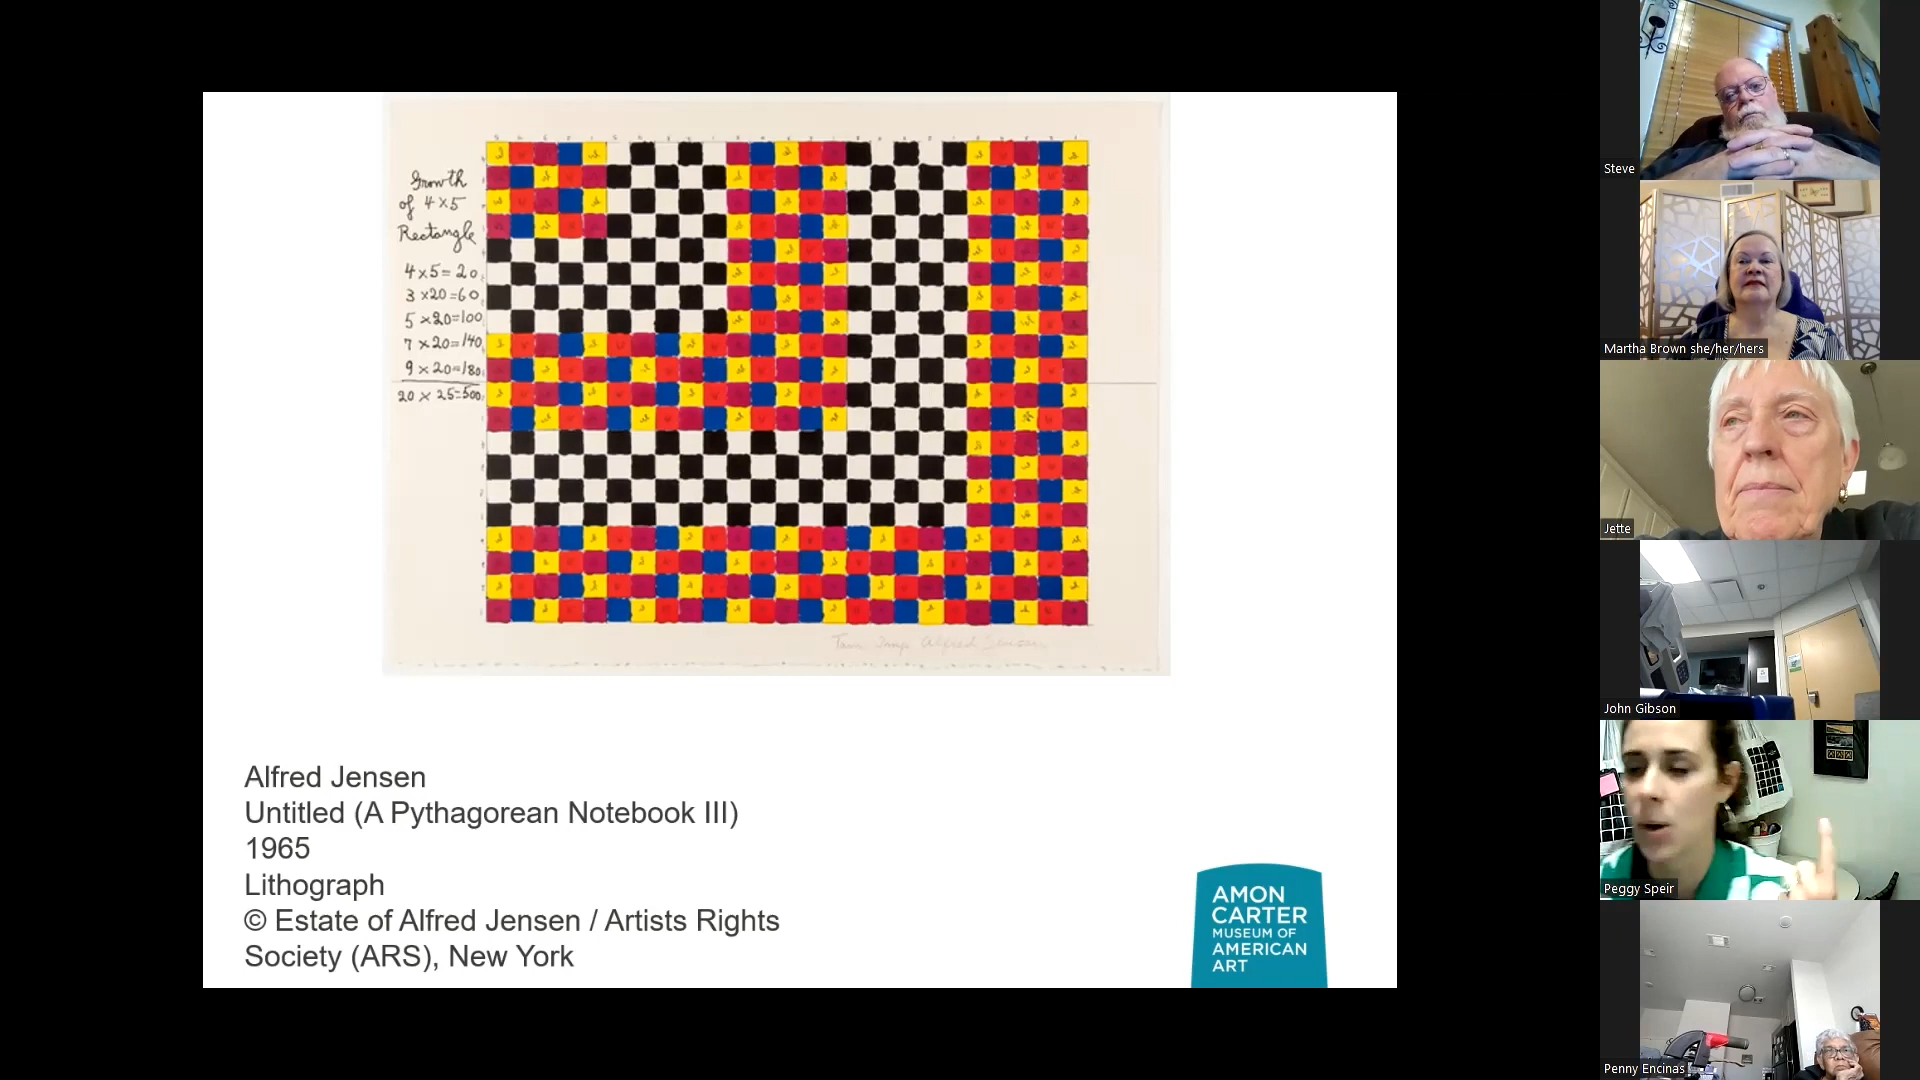 Growth
of 4×5
Rectangle
4×5=20
3×20=60
5×20=100
7×20=140
9×20=180
20×25=500
Alfred Jensen
Alfred Jensen
Untitled (A Pythagorean Notebook III)
1965
Lithograph
© Estate of Alfred Jensen / Artists Rights
Society (ARS), New York
AMON
CARTER
MUSEUM OF
AMERICAN
ART
Steve
Martha Brown she/her/hers
Jette
John Gibson
Peggy Speir
Penny Encinas